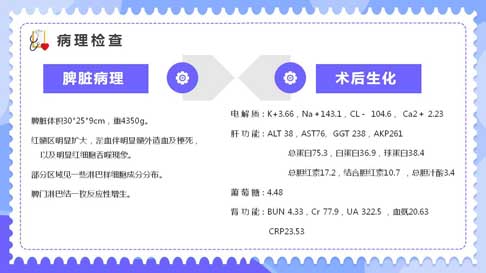 病理检查
脾脏病理
脾脏体积30*25*9cm，重4350g。
红髓区明显扩大，淤血伴明显髓外造血及梗死，
以及明显红细胞吞噬现象。
部分区域见一些淋巴样细胞成分分布。
脾门淋巴结一枚反应性增生。
术后生化
电解质：K+3.66，Na+143.1，CL- 104.6，Ca2+ 2.23
肝功能：ALT 38，AST76，GGT 238，AKP261
总蛋白75.3，白蛋白36.9，球蛋白38.4
总胆红素17.2，结合胆红素10.7 ，总胆汁酸3.4
葡萄糖：4.48
肾功能：BUN 4.33，Cr 77.9，UA 322.5 ，血氨20.63
CRP23.53